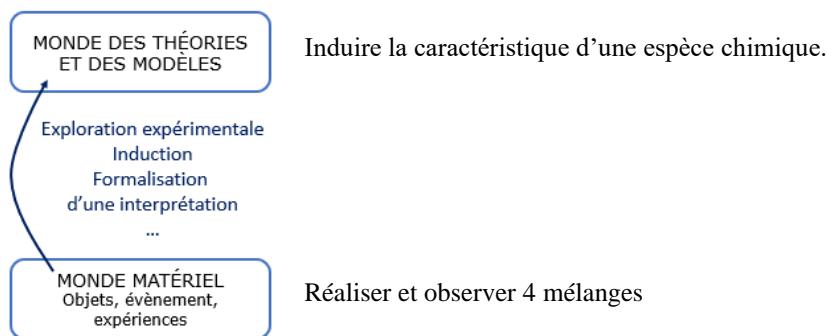 MONDE DES THÉORIES
ET DES MODÈLES
Induire la caractéristique d’une espèce chimique.
Exploration expérimentale
Induction
Formalisation
d’une interprétation
...
MONDE MATÉRIEL
Objets, évènement,
expériences
Réaliser et observer 4 mélanges